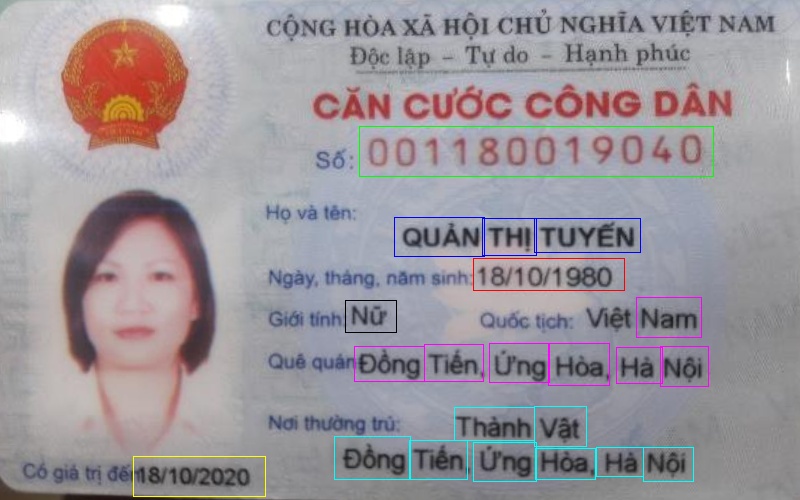 CỘNG HÒA XÃ HỘI CHỦ NGHĨA VIỆT NAM
Độc lập - Tự do - Hạnh phúc
CĂN CƯỚC CÔNG DÂN
Số: 001180019040
Họ và tên:
QUẢN THỊ TUYẾN
Ngày, tháng, năm sinh: 18/10/1980
Giới tính: Nữ Quốc tịch: Việt Nam
Quê quán: Đồng Tiến, Ứng Hòa, Hà Nội
Nơi thường trú: Thành Vật
Đồng Tiến, Ứng Hòa, Hà Nội
Có giá trị đến 18/10/2020